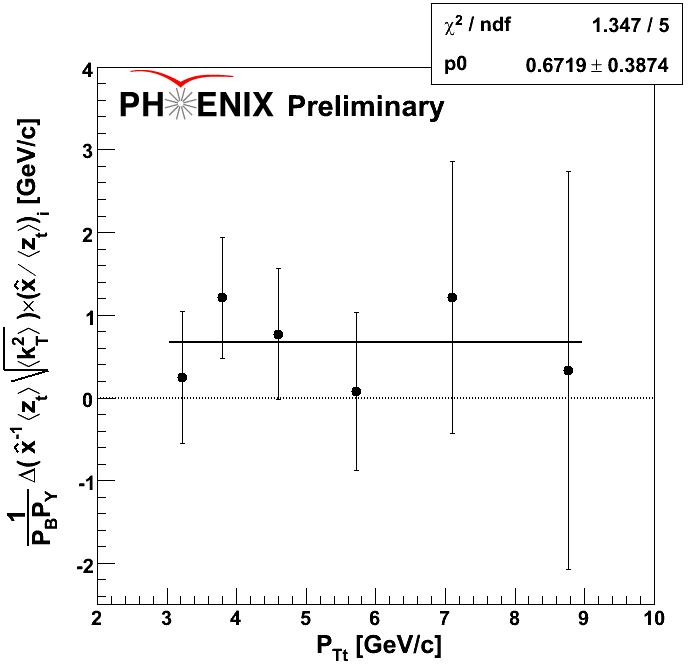 χ² / ndf 1.347 / 5
p0 0.6719 ± 0.3874
PHENIX Preliminary
1/P_B P_Y Δ( x̂⁻¹ ⟨z_t⟩ √⟨k_T²⟩ )×(x̂/ ⟨z_t⟩)_i [GeV/c]
4
3
2
1
0
-1
-2
2 3 4 5 6 7 8 9 10
P_Tt [GeV/c]